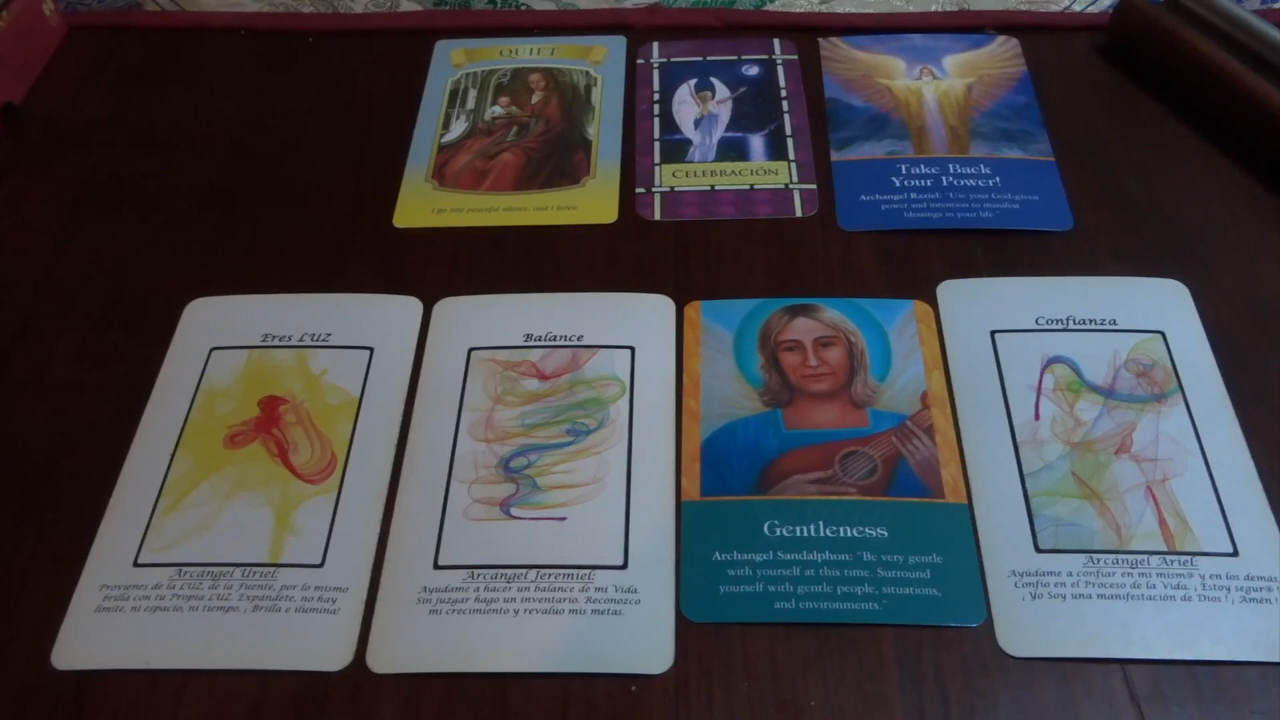 QUIET
I go into peaceful silence, and I listen.
CELEBRACIÓN
Take Back
Your Power!
Archangel Raziel: "Use your God-given
power and intention to manifest
blessings in your life."
Eres LUZ
Arcángel Uriel:
Provienes de la LUZ, de la Fuente, por lo mismo
brilla con tu Propia LUZ. Expándete, no hay
límite, ni espacio, ni tiempo. ¡ Brilla e ilumina!
Balance
Arcángel Jeremiel:
Ayúdame a hacer un balance de mi Vida.
Sin juzgar hago un inventario. Reconozco
mi crecimiento y revalúo mis metas.
Gentleness
Archangel Sandalphon: "Be very gentle
with yourself at this time. Surround
yourself with gentle people, situations,
and environments."
Confianza
Arcángel Ariel:
Ayúdame a confiar en mi mism@ y en los demás.
Confío en el Proceso de la Vida. ¡ Estoy segur@ !
¡ Yo Soy una manifestación de Dios ! ¡ Amén !